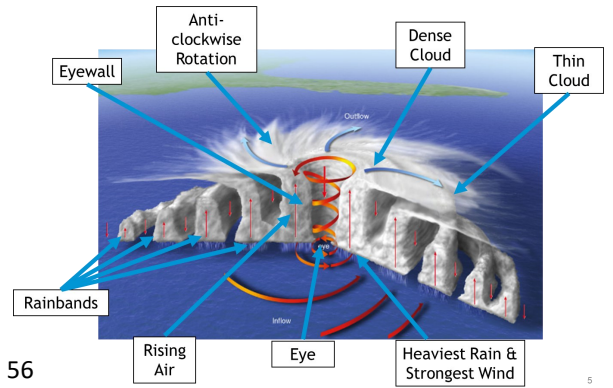 Anti-
clockwise
Rotation
Dense
Cloud
Thin
Cloud
Eyewall
Outflow
eye
Rainbands
Inflow
Rising
Air
Eye
Heaviest Rain &
Strongest Wind
56
5